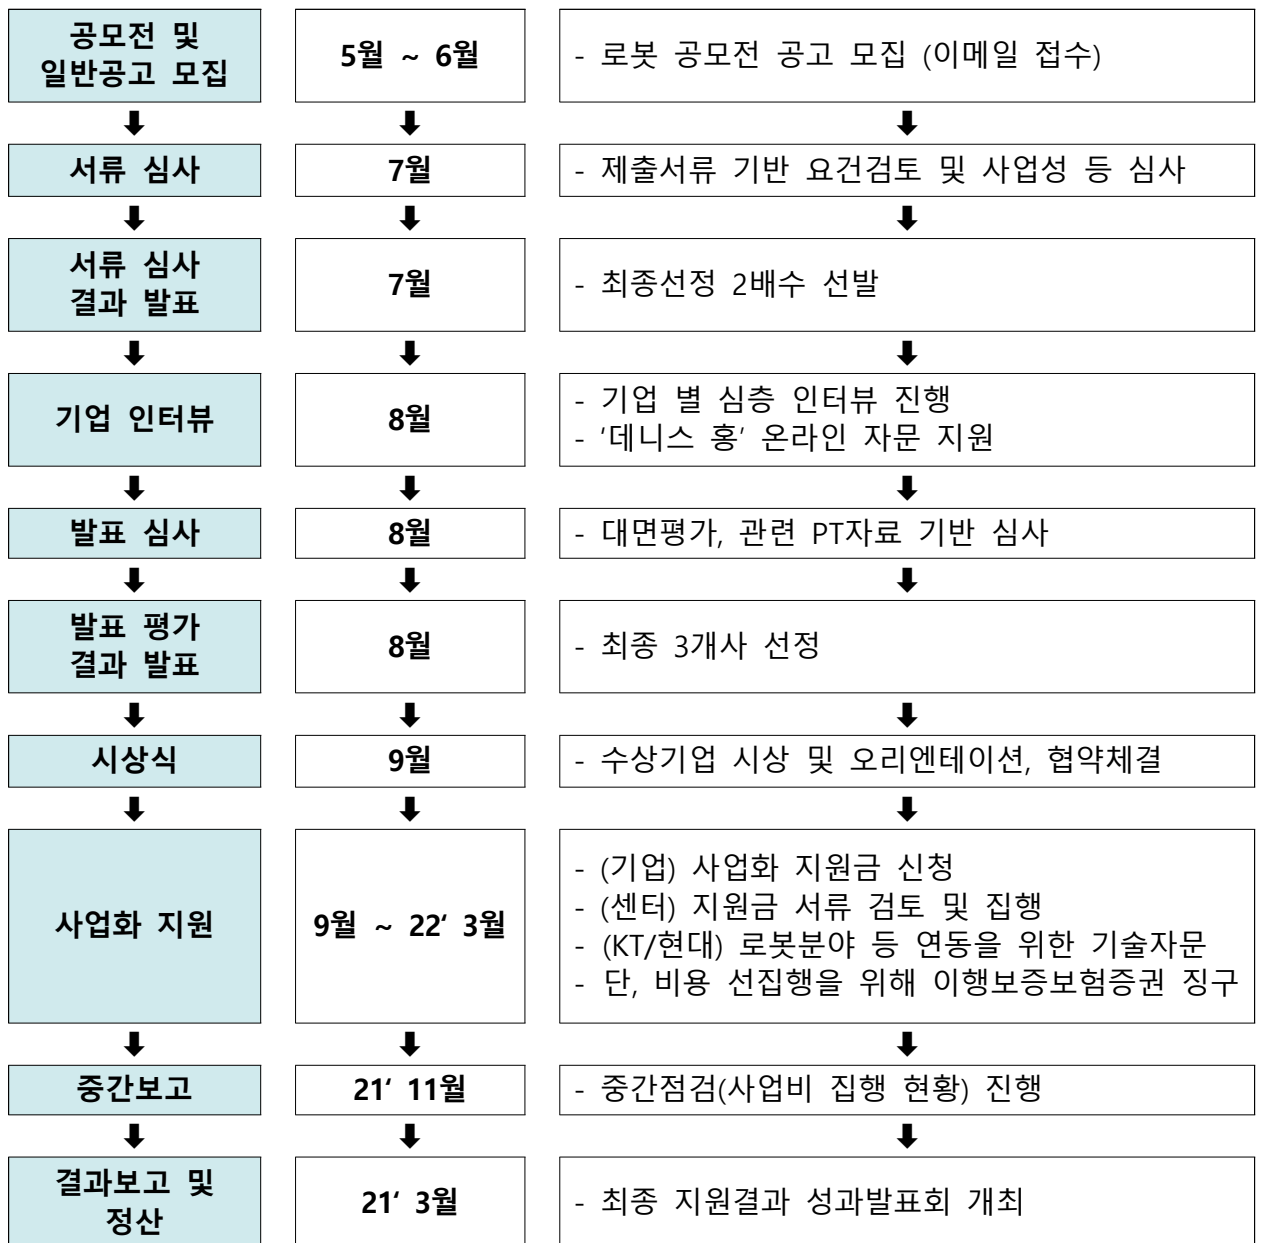 공모전 및
일반공고 모집
5월 ~ 6월
- 로봇 공모전 공고 모집 (이메일 접수)
서류 심사
7월
- 제출서류 기반 요건검토 및 사업성 등 심사
서류 심사
결과 발표
7월
- 최종선정 2배수 선발
기업 인터뷰
8월
- 기업 별 심층 인터뷰 진행
- ‘데니스 홍’ 온라인 자문 지원
발표 심사
8월
- 대면평가, 관련 PT자료 기반 심사
발표 평가
결과 발표
8월
- 최종 3개사 선정
시상식
9월
- 수상기업 시상 및 오리엔테이션, 협약체결
사업화 지원
9월 ~ 22‘ 3월
- (기업) 사업화 지원금 신청
- (센터) 지원금 서류 검토 및 집행
- (KT/현대) 로봇분야 등 연동을 위한 기술자문
- 단, 비용 선집행을 위해 이행보증보험증권 징구
중간보고
21‘ 11월
- 중간점검(사업비 집행 현황) 진행
결과보고 및
정산
21‘ 3월
- 최종 지원결과 성과발표회 개최